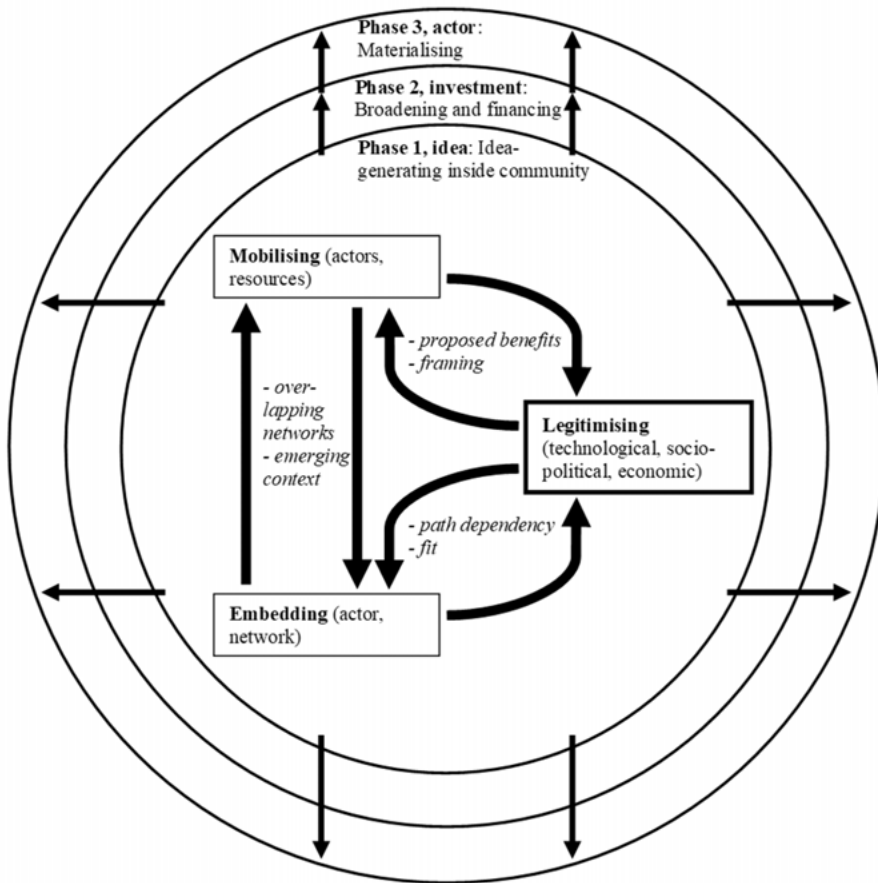 Phase 3, actor:
Materialising
Phase 2, investment:
Broadening and financing
Phase 1, idea: Idea-
generating inside community
Mobilising (actors,
resources)
- proposed benefits
- framing
- over-
lapping
networks
- emerging
context
Legitimising
(technological, socio-
political, economic)
- path dependency
- fit
Embedding (actor,
network)